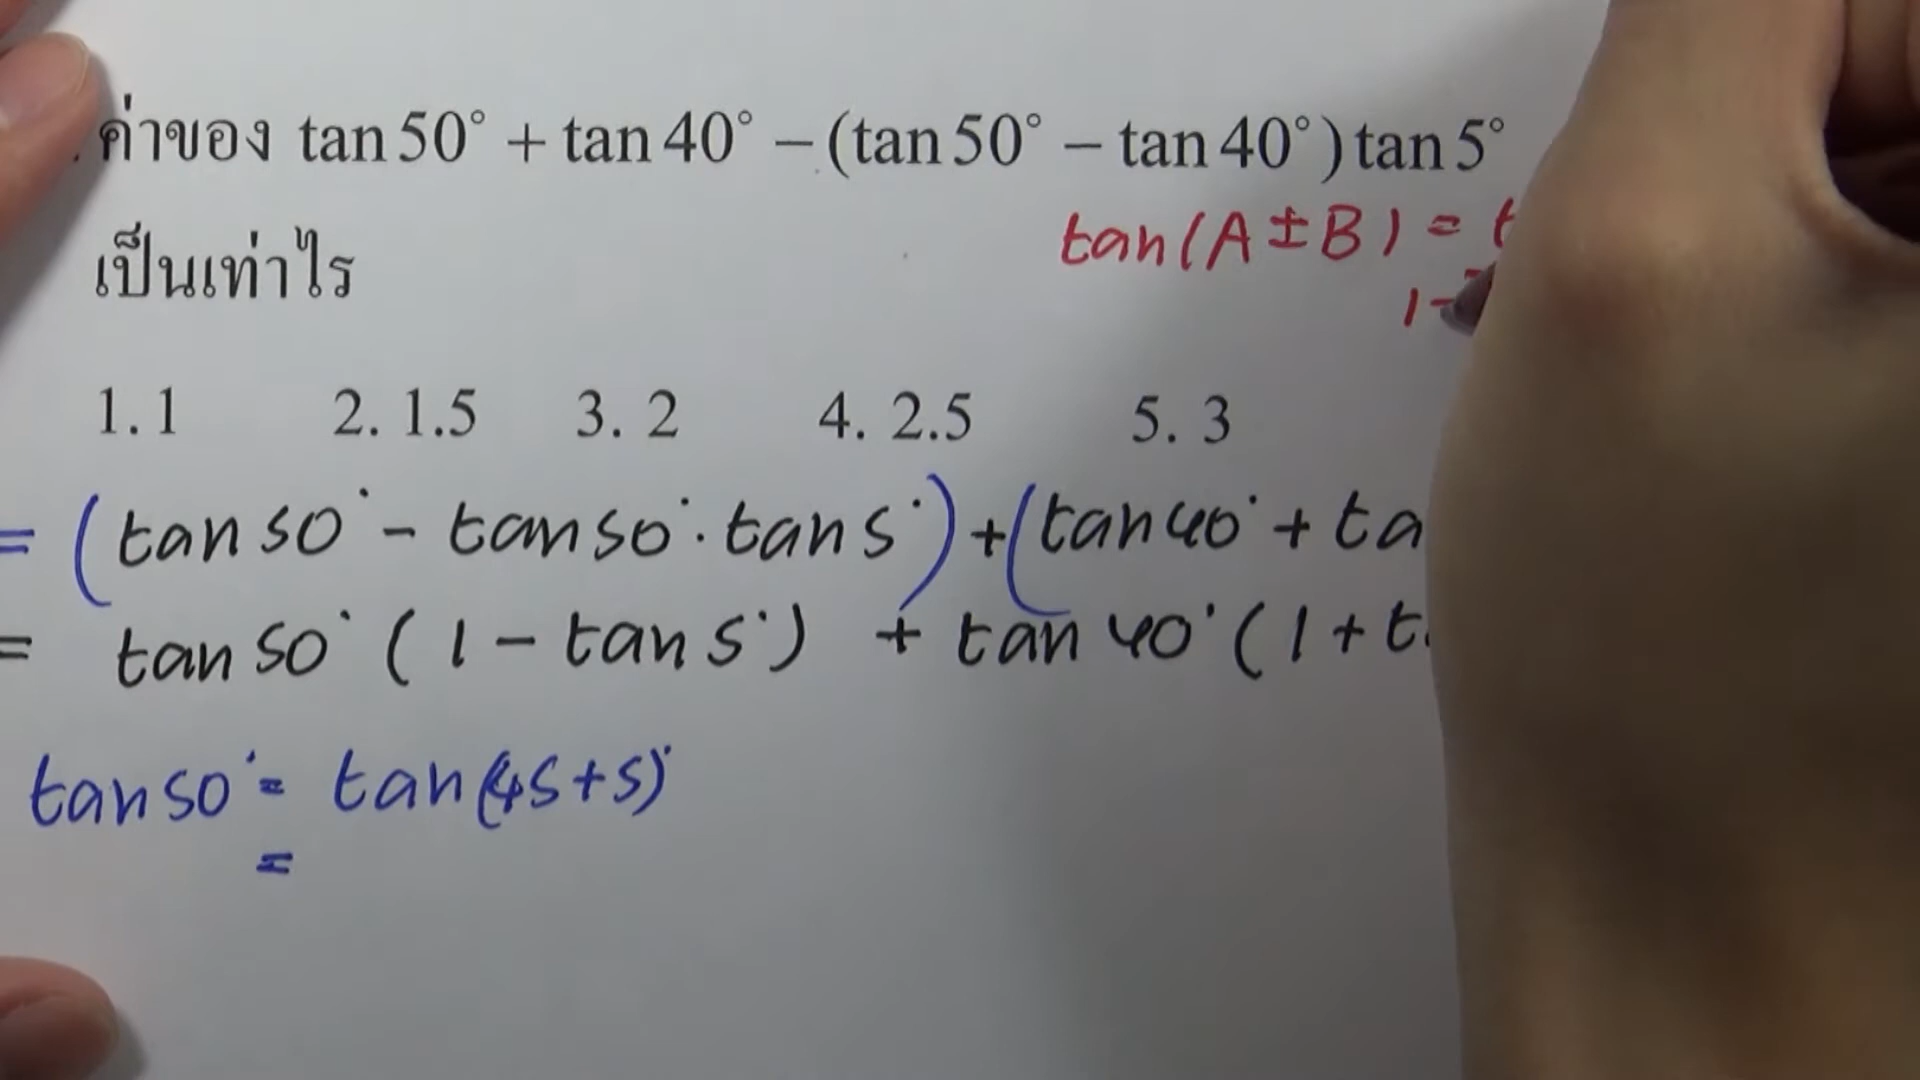 ค่าของ tan 50° + tan 40° − (tan 50° − tan 40°) tan 5°
เป็นเท่าไร
tan(A ± B) =
1. 1 2. 1.5 3. 2 4. 2.5 5. 3
= (tan 50° - tan 50° · tan 5°) + (tan 40° + ta
= tan 50° (1 - tan 5°) + tan 40° (1 + t
tan 50° = tan(45+5)°
=